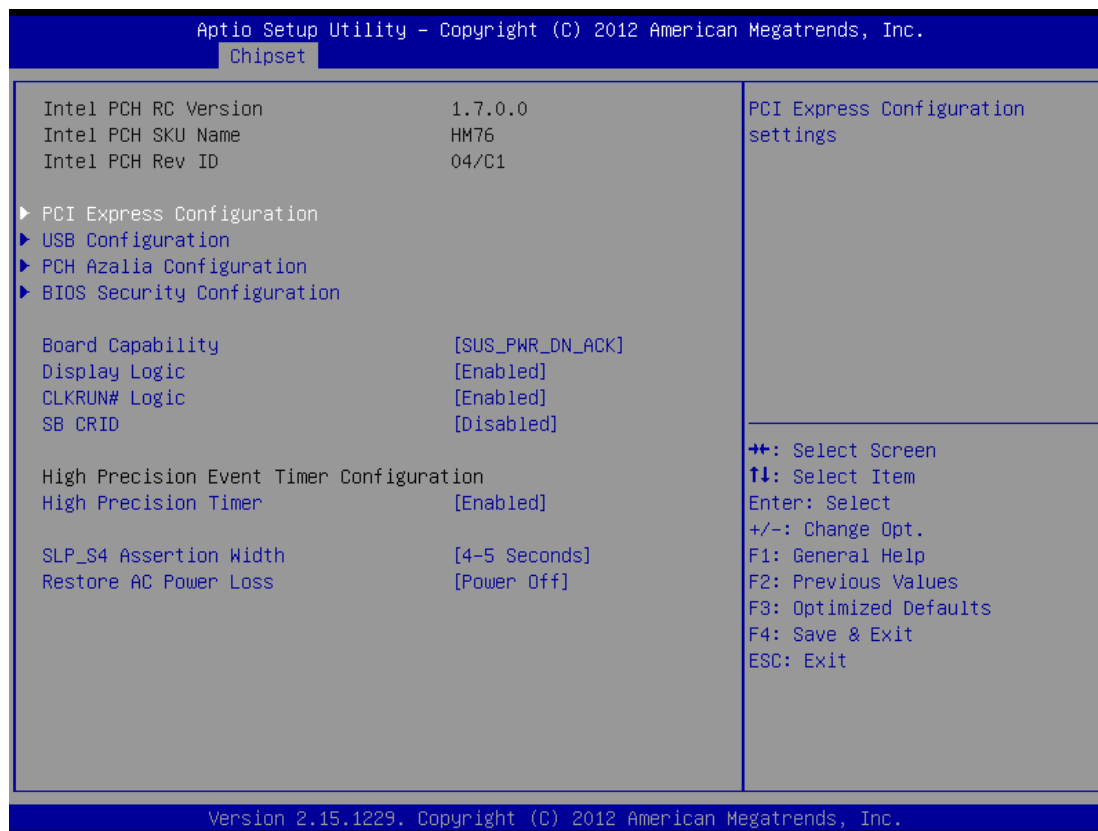 Aptio Setup Utility – Copyright (C) 2012 American Megatrends, Inc.
Chipset
Intel PCH RC Version 1.7.0.0
Intel PCH SKU Name HM76
Intel PCH Rev ID 04/C1
PCI Express Configuration
USB Configuration
PCH Azalia Configuration
BIOS Security Configuration
Board Capability [SUS_PWR_DN_ACK]
Display Logic [Enabled]
CLKRUN# Logic [Enabled]
SB CRID [Disabled]
High Precision Event Timer Configuration
High Precision Timer [Enabled]
SLP_S4 Assertion Width [4–5 Seconds]
Restore AC Power Loss [Power Off]
PCI Express Configuration
settings
→←: Select Screen
↑↓: Select Item
Enter: Select
+/–: Change Opt.
F1: General Help
F2: Previous Values
F3: Optimized Defaults
F4: Save & Exit
ESC: Exit
Version 2.15.1229. Copyright (C) 2012 American Megatrends, Inc.